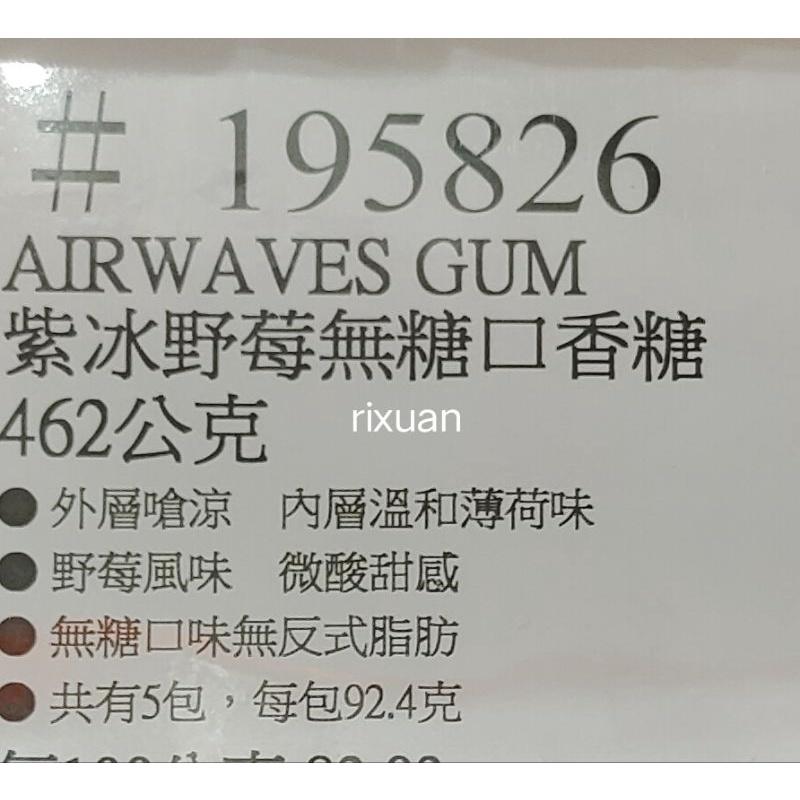 # 195826
AIRWAVES GUM
紫冰野莓無糖口香糖
462公克
rixuan
● 外層嗆涼 內層溫和薄荷味
● 野莓風味 微酸甜感
● 無糖口味無反式脂肪
● 共有5包，每包92.4克